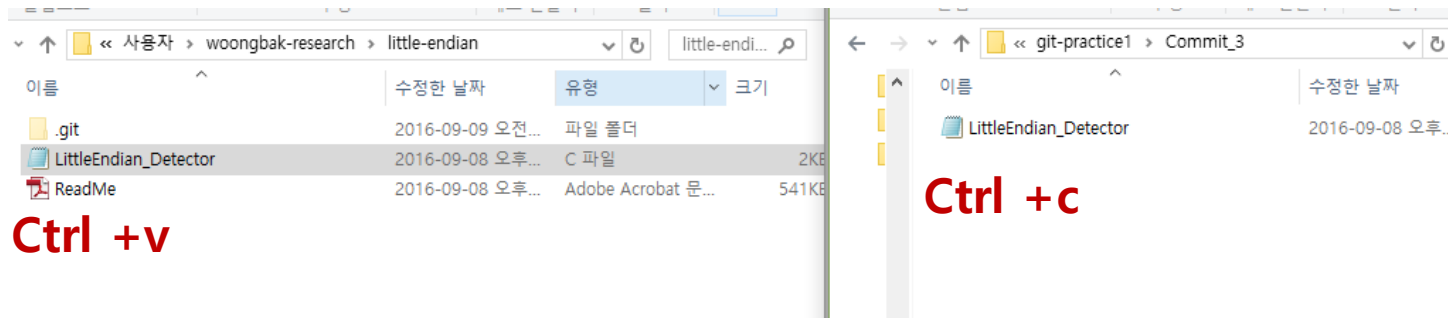 « 사용자 › woongbak-research › little-endian
little-endi...
이름
수정한 날짜
유형
크기
.git
2016-09-09 오전...
파일 폴더
LittleEndian_Detector
2016-09-08 오후...
C 파일
2KB
ReadMe
2016-09-08 오후...
Adobe Acrobat 문...
541KB
Ctrl +v
« git-practice1 › Commit_3
이름
수정한 날짜
LittleEndian_Detector
2016-09-08 오후...
Ctrl +c